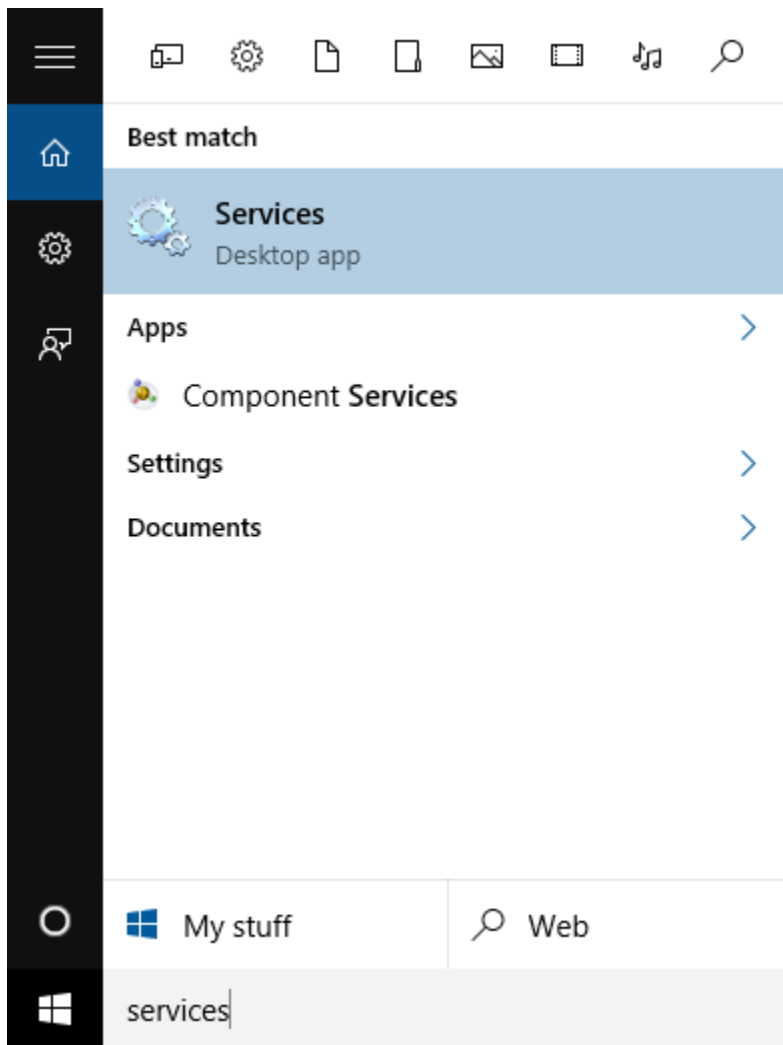 Best match
Services
Desktop app
Apps
Component Services
Settings
Documents
My stuff
Web
services